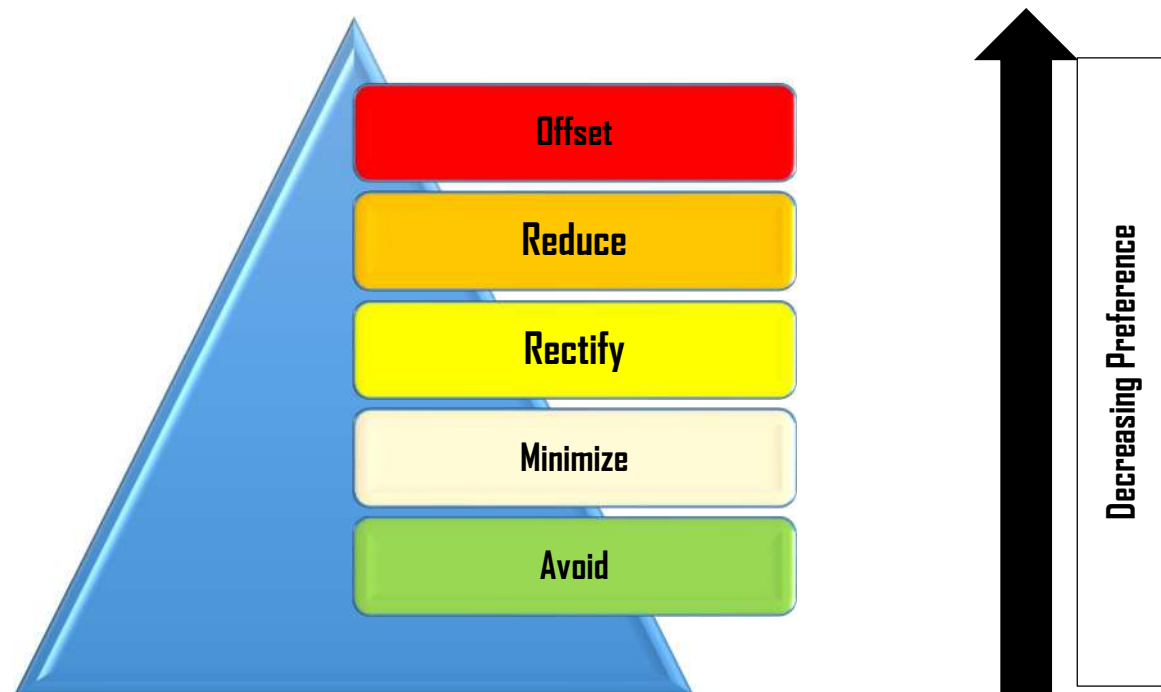 Offset
Reduce
Rectify
Minimize
Avoid
Decreasing Preference